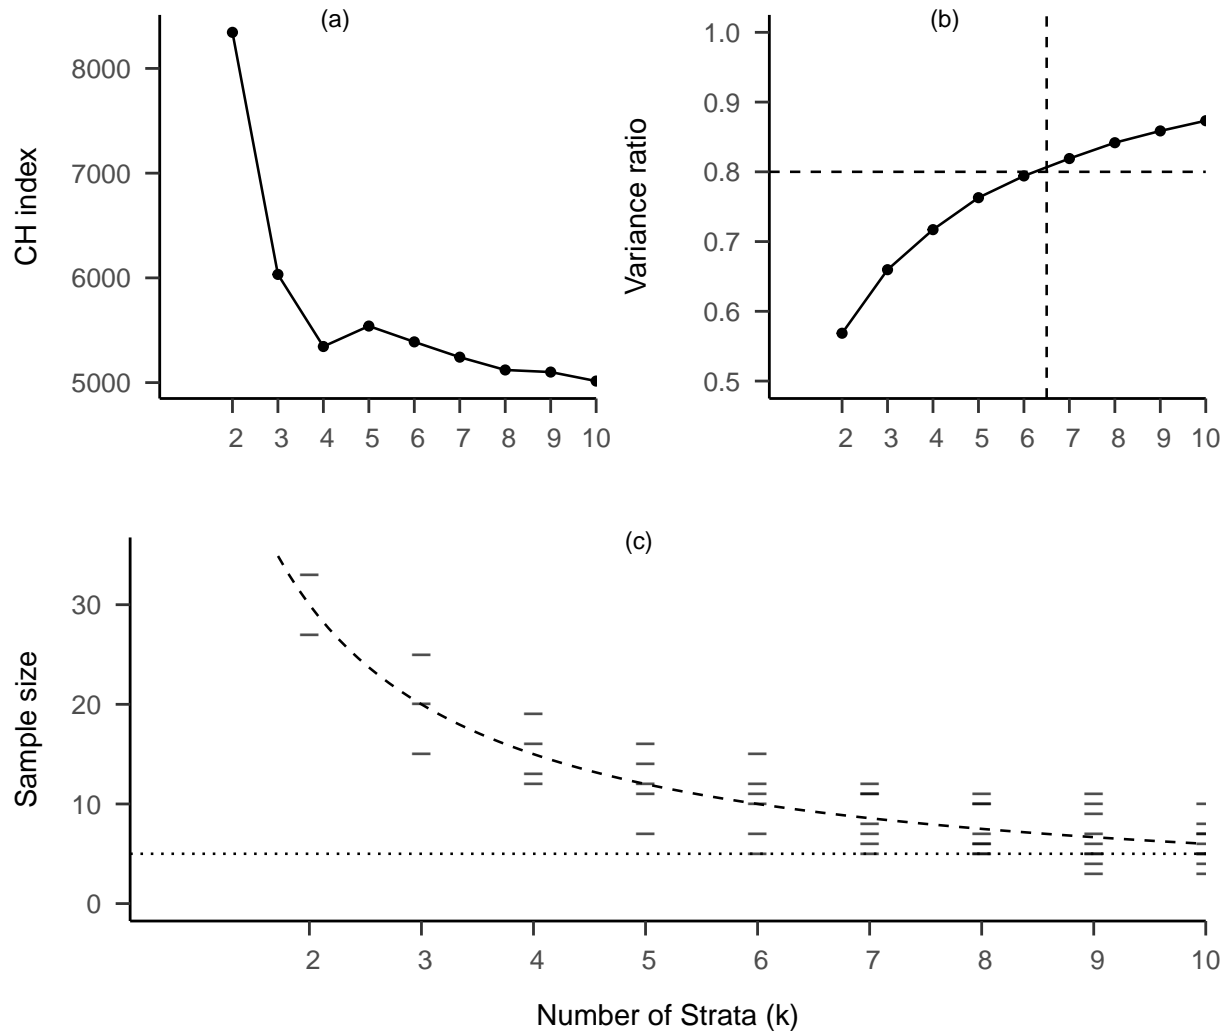 (a)
CH index
8000
7000
6000
5000
2 3 4 5 6 7 8 9 10
(b)
Variance ratio
1.0
0.9
0.8
0.7
0.6
0.5
2 3 4 5 6 7 8 9 10
(c)
Sample size
30
20
10
0
2 3 4 5 6 7 8 9 10
Number of Strata (k)